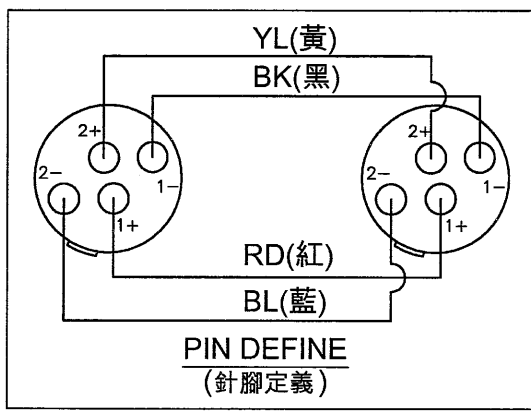 YL(黃)
BK(黑)
2+
2+
2−
1−
2−
1−
1+
1+
RD(紅)
BL(藍)
PIN DEFINE
(針腳定義)